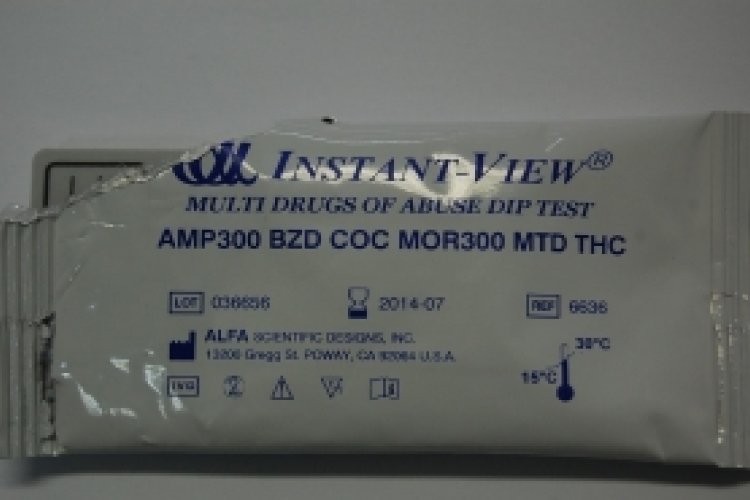 INSTANT-VIEW®
MULTI DRUGS OF ABUSE DIP TEST
AMP300 BZD COC MOR300 MTD THC
LOT 036656 2014-07 REF 6636
ALFA SCIENTIFIC DESIGNS, INC.
13200 Gregg St. POWAY, CA 92064 U.S.A.
30°C
15°C
IVD